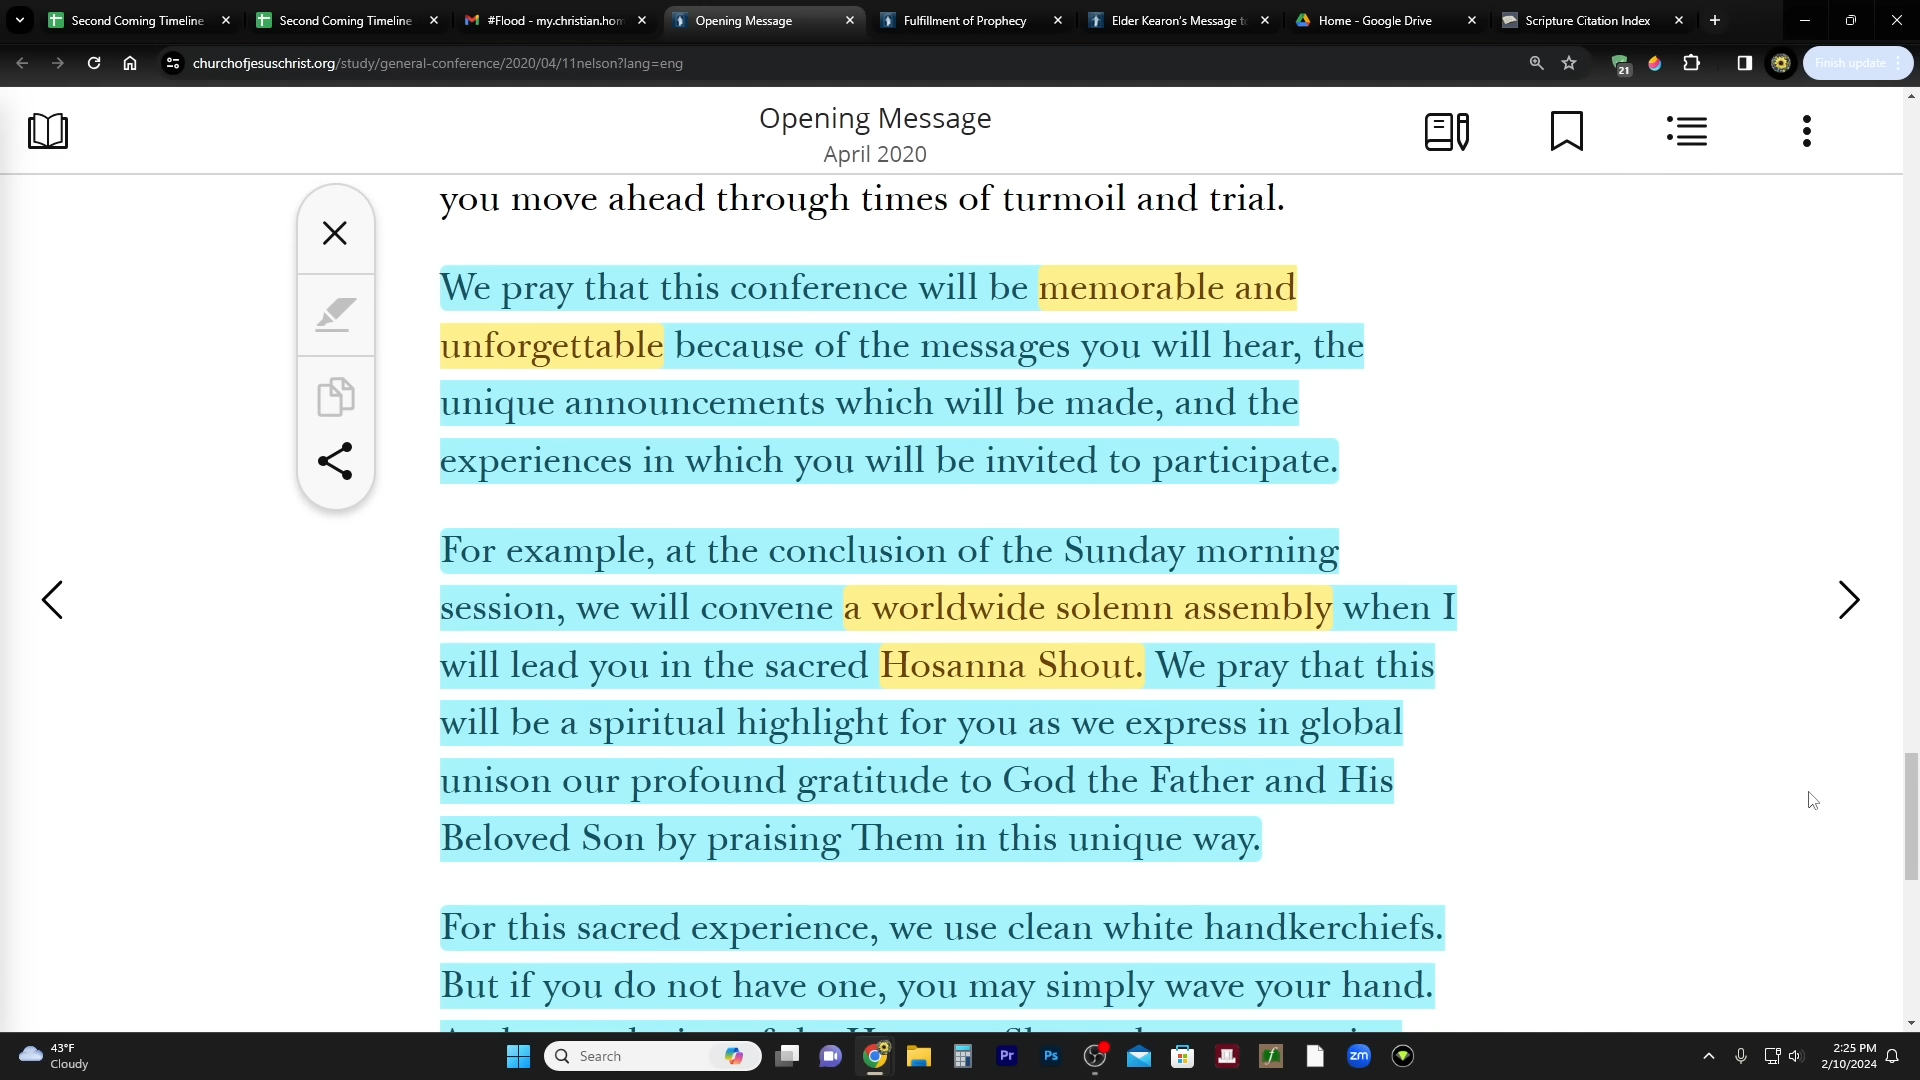 Second Coming Timeline
Second Coming Timeline
#Flood - my.christian.hom
Opening Message
Fulfillment of Prophecy
Elder Kearon's Message t
Home - Google Drive
Scripture Citation Index
churchofjesuschrist.org/study/general-conference/2020/04/11nelson?lang=eng
21
Finish update
Opening Message
April 2020
you move ahead through times of turmoil and trial.
We pray that this conference will be memorable and
unforgettable because of the messages you will hear, the
unique announcements which will be made, and the
experiences in which you will be invited to participate.
For example, at the conclusion of the Sunday morning
session, we will convene a worldwide solemn assembly when I
will lead you in the sacred Hosanna Shout. We pray that this
will be a spiritual highlight for you as we express in global
unison our profound gratitude to God the Father and His
Beloved Son by praising Them in this unique way.
For this sacred experience, we use clean white handkerchiefs.
But if you do not have one, you may simply wave your hand.
43°F
Cloudy
Search
Pr
Ps
zm
2:25 PM
2/10/2024